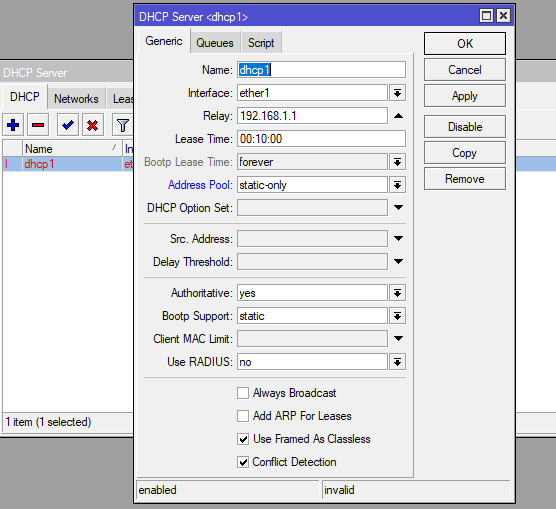 DHCP Server <dhcp1>
Generic Queues Script
Name: dhcp1
Interface: ether1
Relay: 192.168.1.1
Lease Time: 00:10:00
Bootp Lease Time: forever
Address Pool: static-only
DHCP Option Set:
Src. Address:
Delay Threshold:
Authoritative: yes
Bootp Support: static
Client MAC Limit:
Use RADIUS: no
Always Broadcast
Add ARP For Leases
Use Framed As Classless
Conflict Detection
enabled invalid
OK
Cancel
Apply
Disable
Copy
Remove
DHCP Server
DHCP Networks Leas
Name / In
I dhcp1 et
1 item (1 selected)